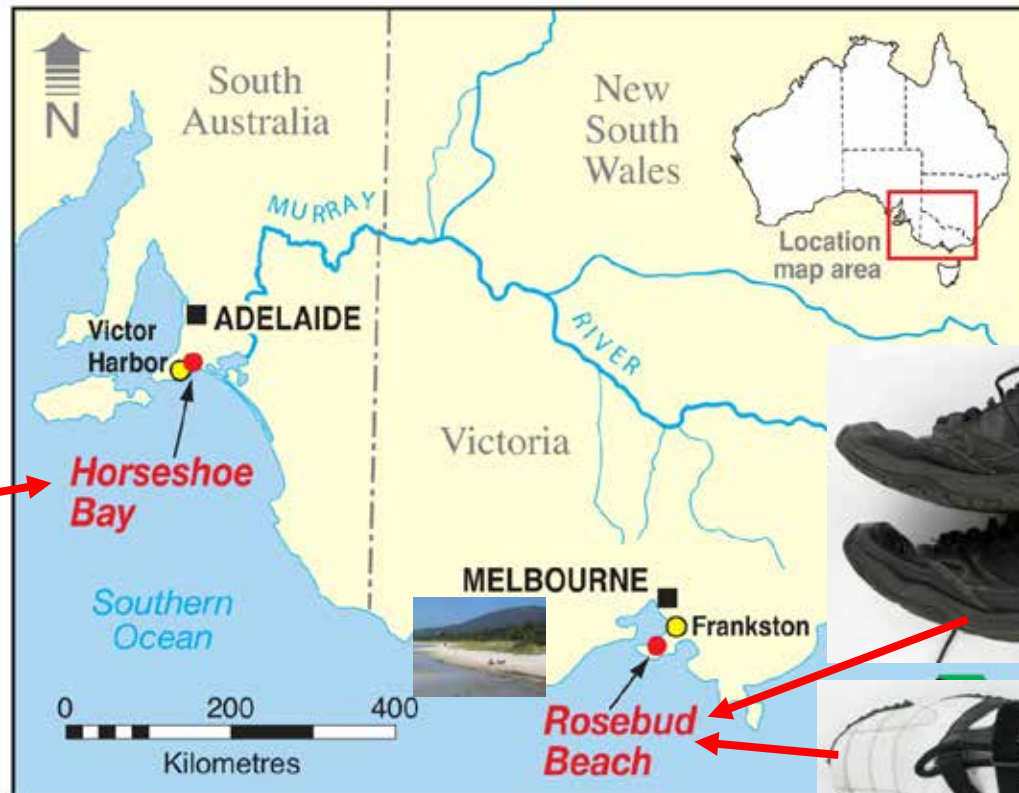 N
South
Australia
New
South
Wales
MURRAY
RIVER
Location
map area
ADELAIDE
Victor
Harbor
Horseshoe
Bay
Victoria
Southern
Ocean
MELBOURNE
Frankston
Rosebud
Beach
0 200 400
Kilometres